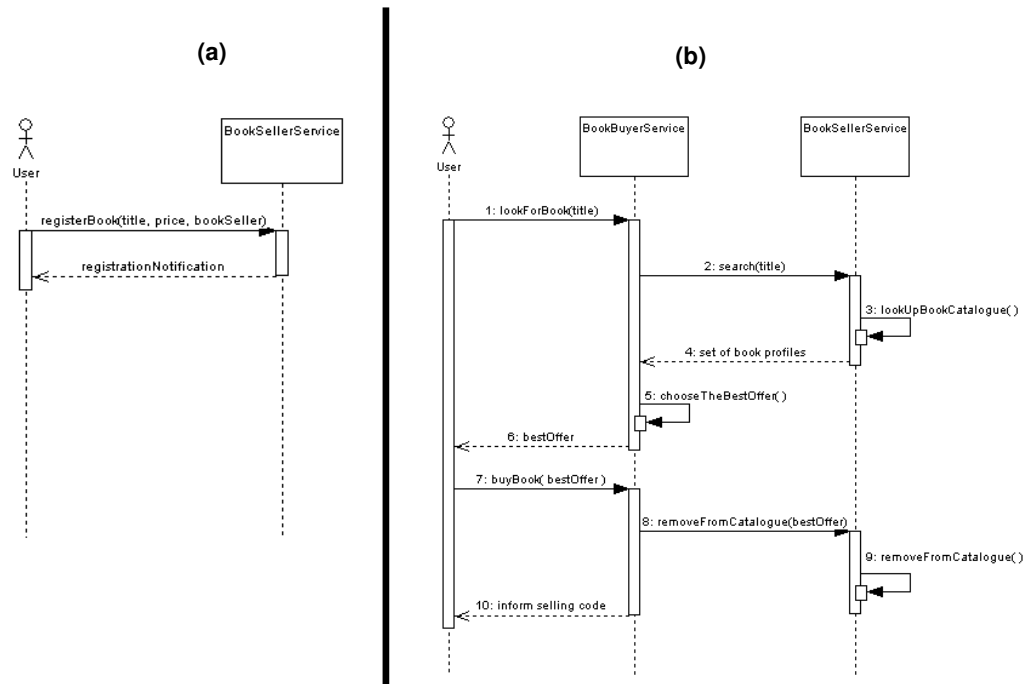 (a)
User
BookSellerService
registerBook(title, price, bookSeller)
registrationNotification
(b)
User
BookBuyerService
BookSellerService
1: lookForBook(title)
2: search(title)
3: lookUpBookCatalogue( )
4: set of book profiles
5: chooseTheBestOffer( )
6: bestOffer
7: buyBook( bestOffer )
8: removeFromCatalogue(bestOffer)
9: removeFromCatalogue( )
10: inform selling code